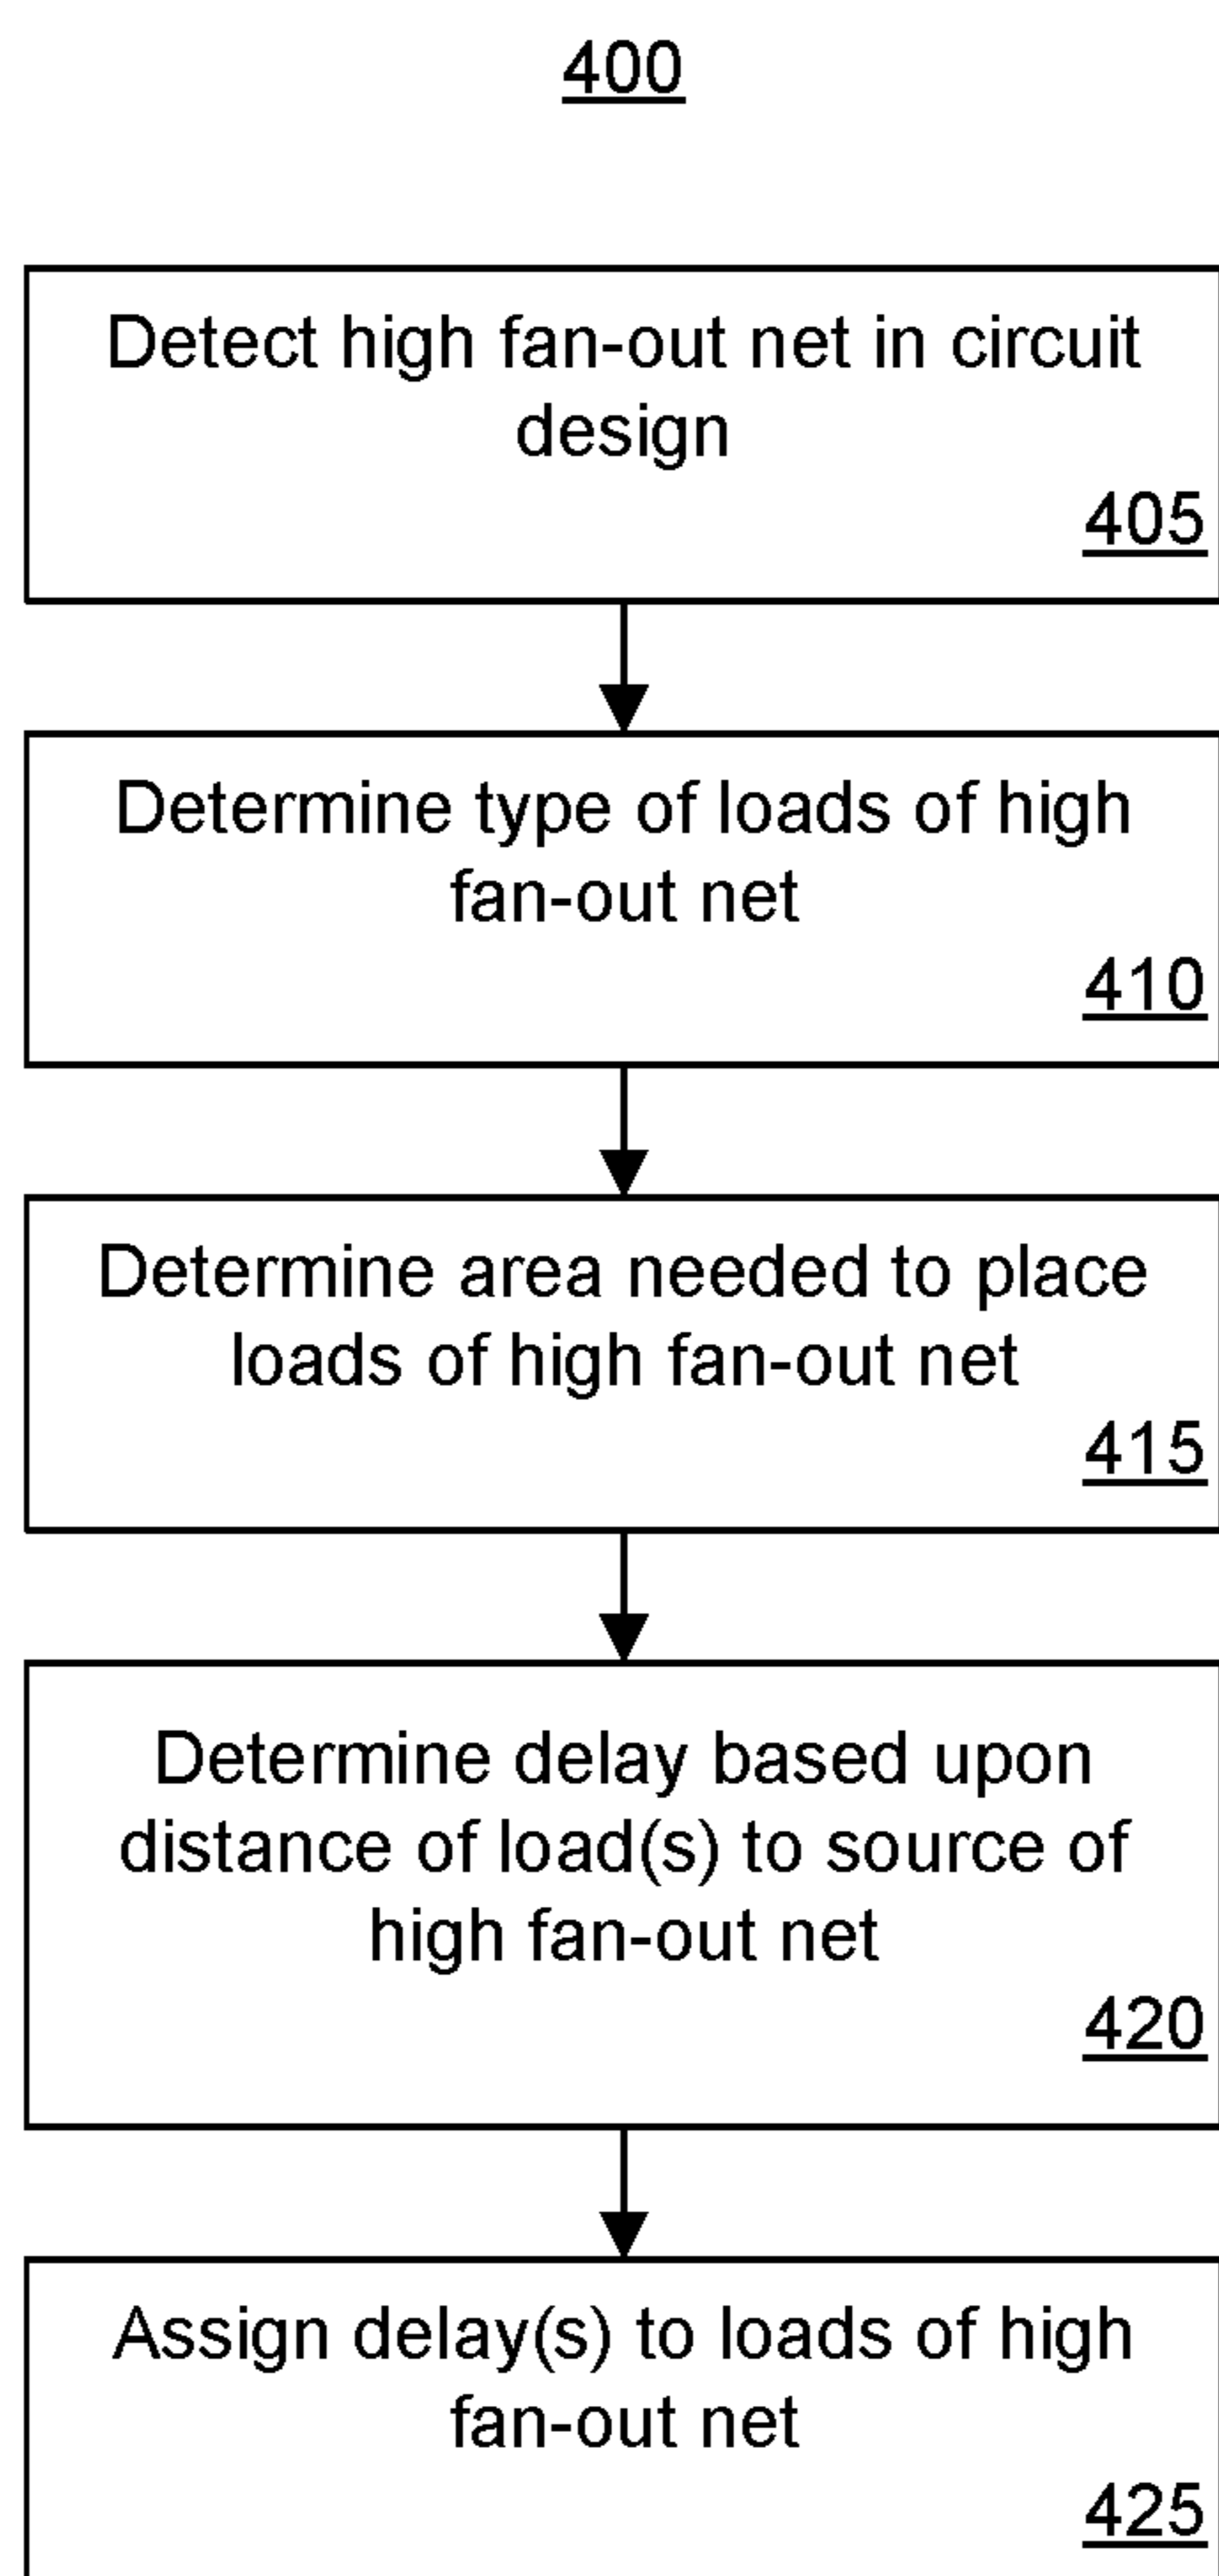 400
Detect high fan-out net in circuit
design
405
Determine type of loads of high
fan-out net
410
Determine area needed to place
loads of high fan-out net
415
Determine delay based upon
distance of load(s) to source of
high fan-out net
420
Assign delay(s) to loads of high
fan-out net
425